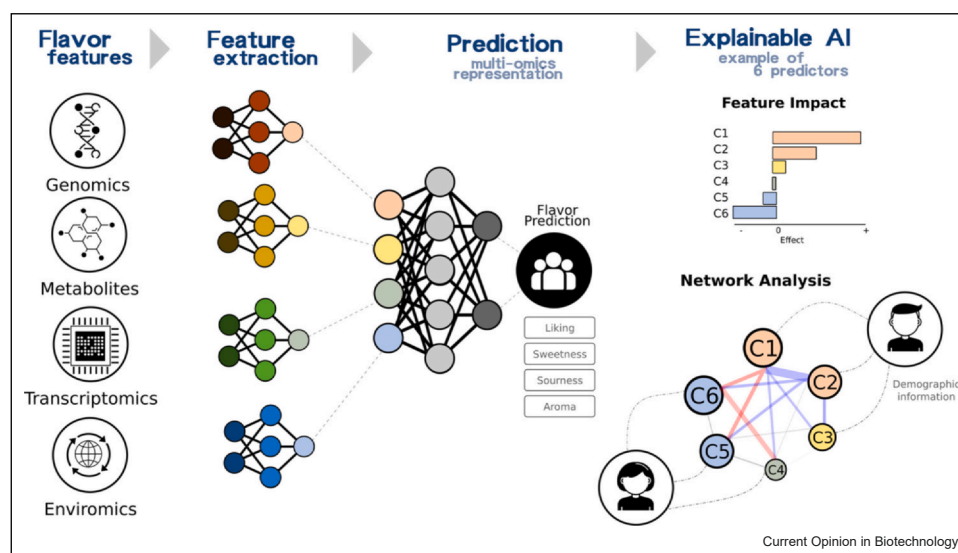 Flavor
features
Feature
extraction
Prediction
multi-omics
representation
Explainable AI
example of
6 predictors
Genomics
Metabolites
Transcriptomics
Enviromics
Flavor
Prediction
Liking
Sweetness
Sourness
Aroma
Feature Impact
C1
C2
C3
C4
C5
C6
- 0 +
Effect
Network Analysis
C1
C2
C3
C4
C5
C6
Demographic
information
Current Opinion in Biotechnology